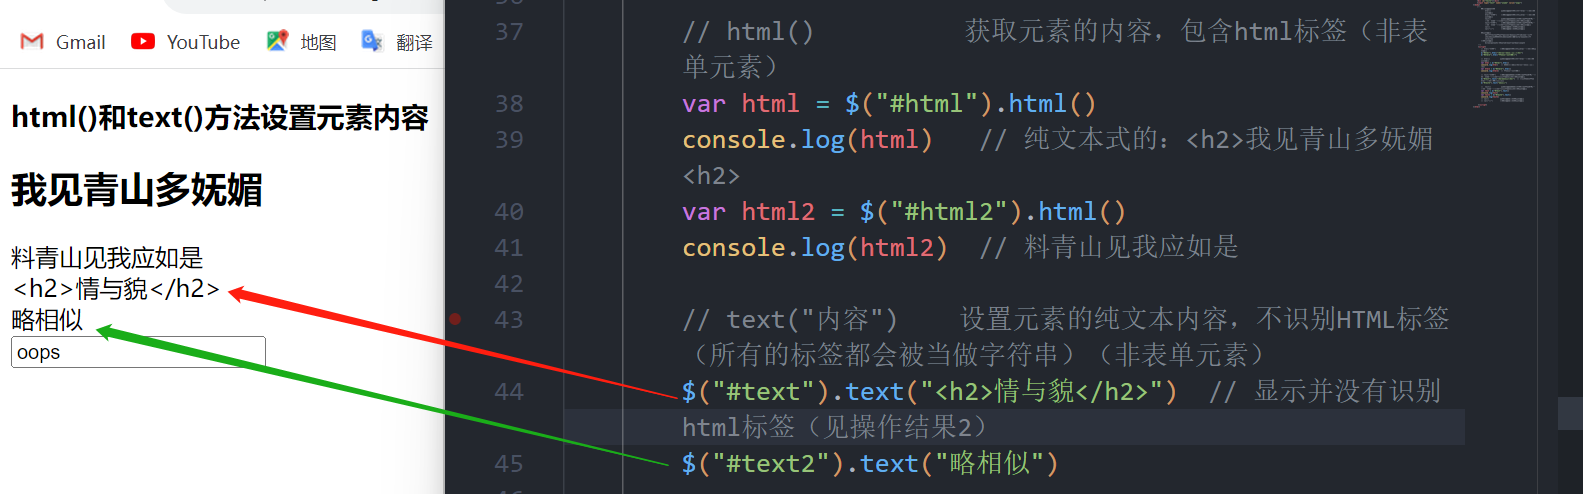 Gmail YouTube 地图 翻译
html()和text()方法设置元素内容
我见青山多妩媚
料青山见我应如是
<h2>情与貌</h2>
略相似
oops
37 // html() 获取元素的内容，包含html标签（非表
单元素）
38 var html = $("#html").html()
39 console.log(html) // 纯文本式的：<h2>我见青山多妩媚
<h2>
40 var html2 = $("#html2").html()
41 console.log(html2) // 料青山见我应如是
42
43 // text("内容") 设置元素的纯文本内容，不识别HTML标签
（所有的标签都会被当做字符串）（非表单元素）
44 $("#text").text("<h2>情与貌</h2>") // 显示并没有识别
html标签（见操作结果2）
45 $("#text2").text("略相似")